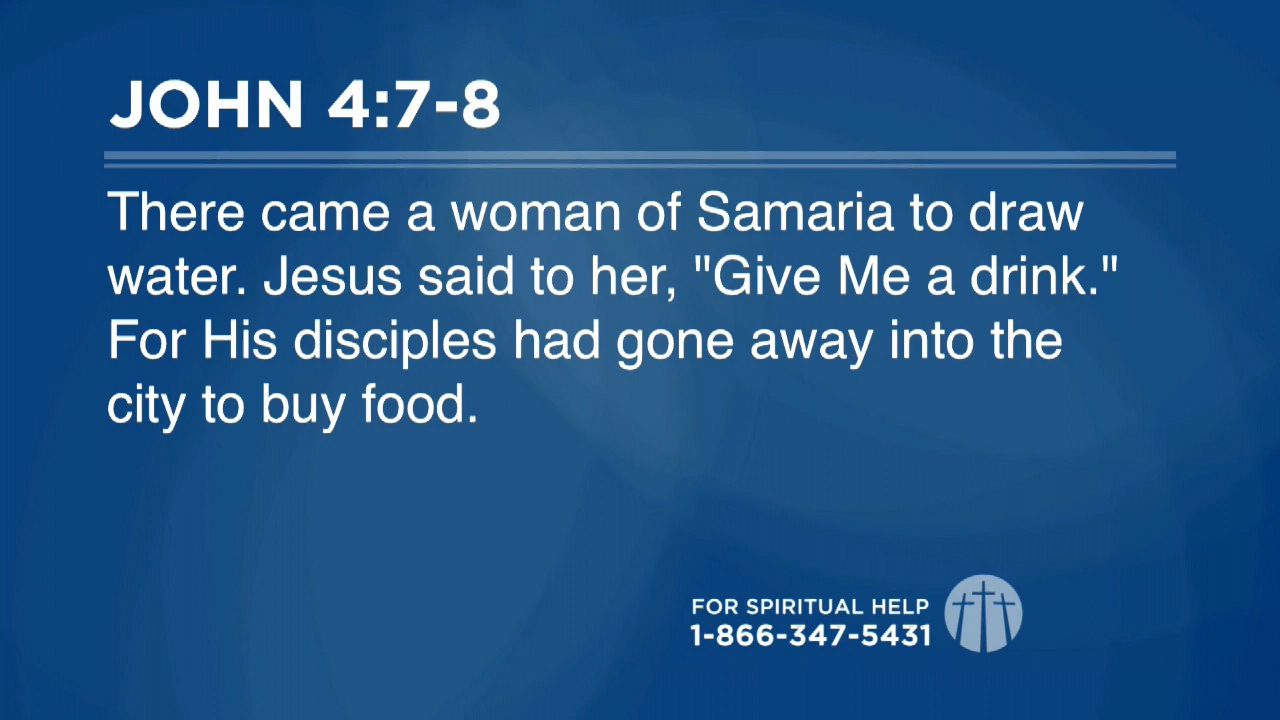 JOHN 4:7-8
There came a woman of Samaria to draw
water. Jesus said to her, "Give Me a drink."
For His disciples had gone away into the
city to buy food.
FOR SPIRITUAL HELP
1-866-347-5431